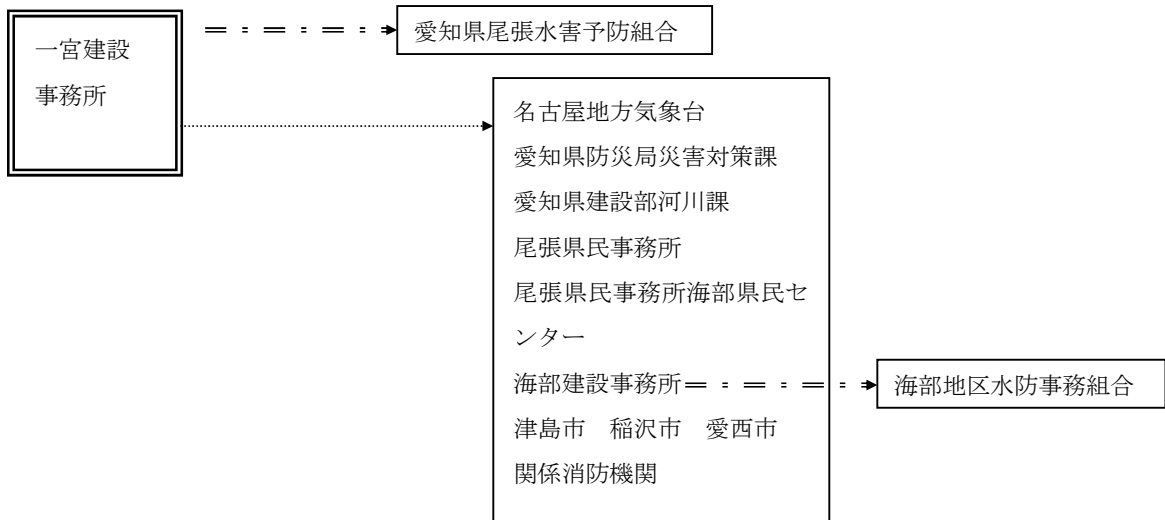 一宮建設
事務所
愛知県尾張水害予防組合
名古屋地方気象台
愛知県防災局災害対策課
愛知県建設部河川課
尾張県民事務所
尾張県民事務所海部県民セ
ンター
海部建設事務所
海部地区水防事務組合
津島市　稲沢市　愛西市
関係消防機関